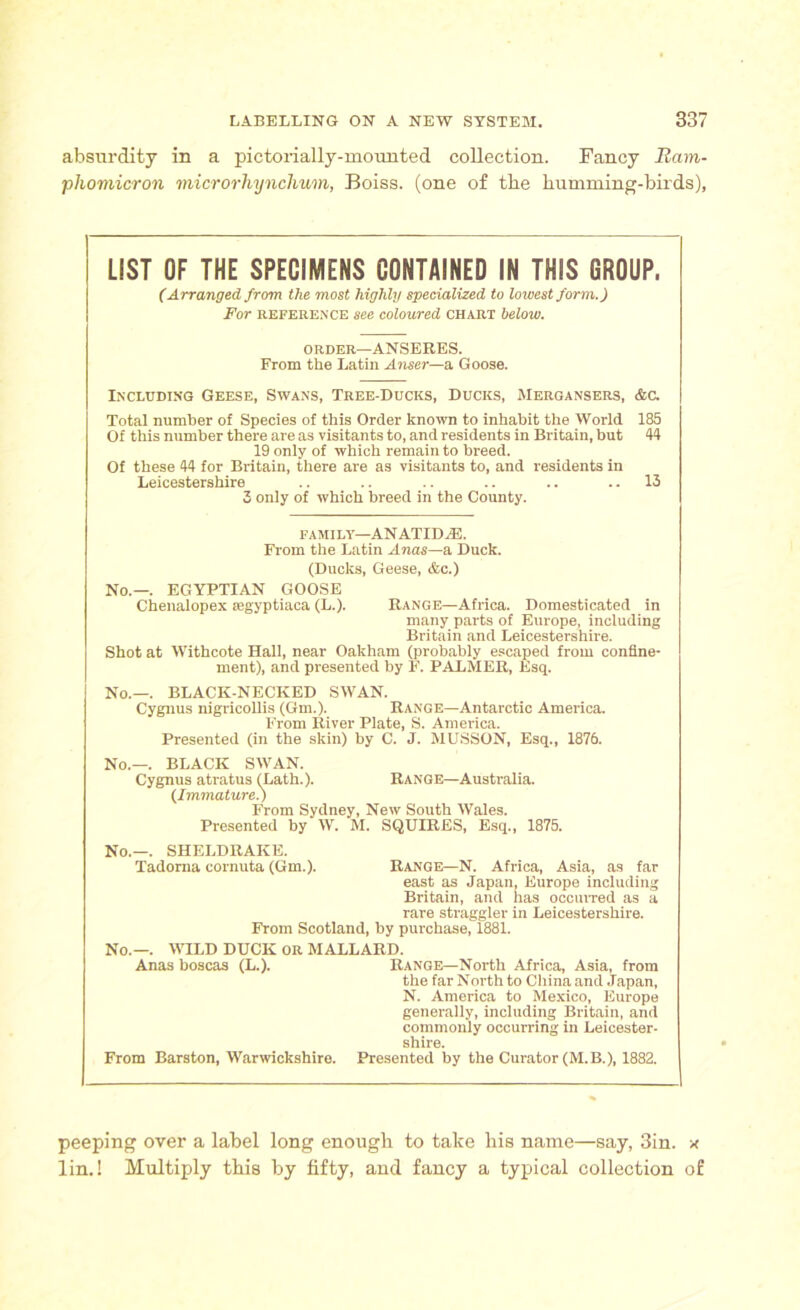 LABELLING ON A NEW SYSTEM. 337
absurdity in a pictorially-mounted collection. Fancy Ram-
phomicron microrhynchum, Boiss. (one of the humming-birds),
LIST OF THE SPECIMENS CONTAINED IN THIS GROUP.
(Arranged from the most highly specialized to lowest form.)
For REFERENCE see coloured CHART below.
ORDER—ANSERES.
From the Latin Anser—a Goose.
INCLUDING GEESE, SWANS, TREE-DUCKS, DUCKS, MERGANSERS, &C.
Total number of Species of this Order known to inhabit the World 185
Of this number there are as visitants to, and residents in Britain, but 44
19 only of which remain to breed.
Of these 44 for Britain, there are as visitants to, and residents in
Leicestershire .. .. .. .. .. .. 13
3 only of which breed in the County.
FAMILY—ANATIDÆ.
From the Latin Anas—a Duck.
(Ducks, Geese, &c.)
No.—. EGYPTIAN GOOSE
Chenalopex ægyptiaca (L.). RANGE—Africa. Domesticated in
many parts of Europe, including
Britain and Leicestershire.
Shot at Withcote Hall, near Oakham (probably escaped from confine-
ment), and presented by F. PALMER, Esq.
No.—. BLACK-NECKED SWAN.
Cygnus nigricollis (Gm.). RANGE—Antarctic America.
From River Plate, S. America.
Presented (in the skin) by C. J. MUSSON, Esq., 1876.
No.—. BLACK SWAN.
Cygnus atratus (Lath.). RANGE—Australia.
(Immature.)
From Sydney, New South Wales.
Presented by W. M. SQUIRES, Esq., 1875.
No.—. SHELDRAKE.
Tadorna cornuta (Gm.). RANGE—N. Africa, Asia, as far
east as Japan, Europe including
Britain, and has occurred as a
rare straggler in Leicestershire.
From Scotland, by purchase, 1881.
No.—. WILD DUCK OR MALLARD.
Anas boscas (L.). RANGE—North Africa, Asia, from
the far North to China and Japan,
N. America to Mexico, Europe
generally, including Britain, and
commonly occurring in Leicester-
shire.
From Barston, Warwickshire. Presented by the Curator (M.B.), 1882.
peeping over a label long enough to take his name—say, 3in. x
1in.! Multiply this by fifty, and fancy a typical collection of